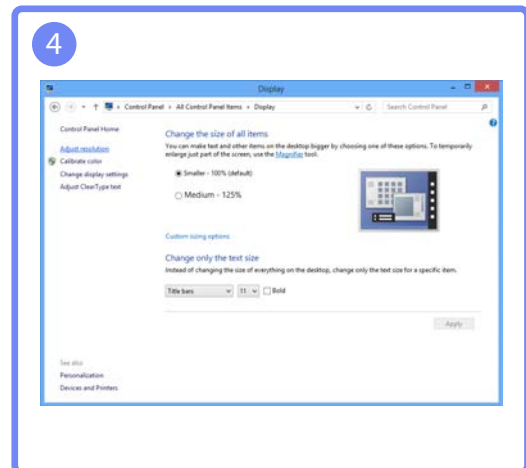 4
Display
Control Panel ▸ All Control Panel Items ▸ Display
Search Control Panel
Control Panel Home
Adjust resolution
Calibrate color
Change display settings
Adjust ClearType text
Change the size of all items
You can make text and other items on the desktop bigger by choosing one of these options. To temporarily
enlarge just part of the screen, use the Magnifier tool.
Smaller - 100% (default)
Medium - 125%
Custom sizing options
Change only the text size
Instead of changing the size of everything on the desktop, change only the text size for a specific item.
Title bars 11 Bold
Apply
See also
Personalization
Devices and Printers